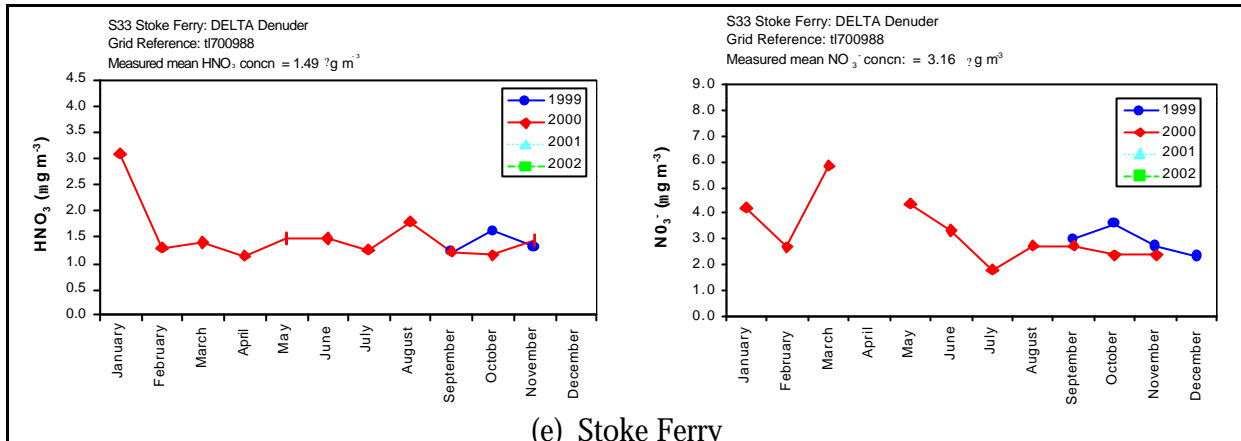 S33 Stoke Ferry: DELTA Denuder
Grid Reference: tl700988
Measured mean HNO₃ concn = 1.49 ?g m⁻³
4.5
4.0
3.5
3.0
2.5
2.0
1.5
1.0
0.5
0.0
HNO₃ (mg m⁻³)
1999
2000
2001
2002
January
February
March
April
May
June
July
August
September
October
November
December
S33 Stoke Ferry: DELTA Denuder
Grid Reference: tl700988
Measured mean NO₃⁻ concn: = 3.16 ?g m⁻³
9.0
8.0
7.0
6.0
5.0
4.0
3.0
2.0
1.0
0.0
NO₃⁻ (mg m⁻³)
1999
2000
2001
2002
January
February
March
April
May
June
July
August
September
October
November
December
(e) Stoke Ferry